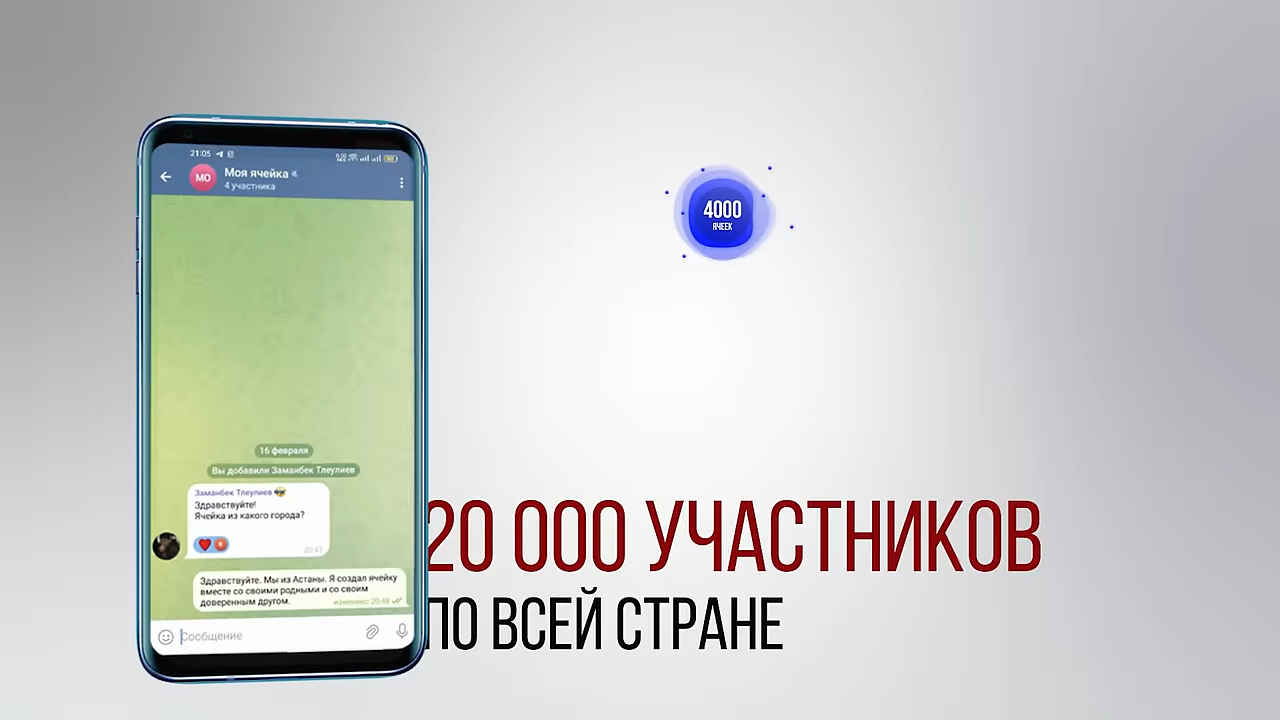 21:05
МО
Моя ячейка
4 участника
16 февраля
Вы добавили Заманбек Тлеулиев
Заманбек Тлеулиев
Здравствуйте!
Ячейка из какого города?
20:47
Здравствуйте. Мы из Астаны. Я создал ячейку
вместе со своими родными и со своим
доверенным другом.
изменено 20:48
Сообщение
4000
ЯЧЕЕК
20 000 УЧАСТНИКОВ
ПО ВСЕЙ СТРАНЕ